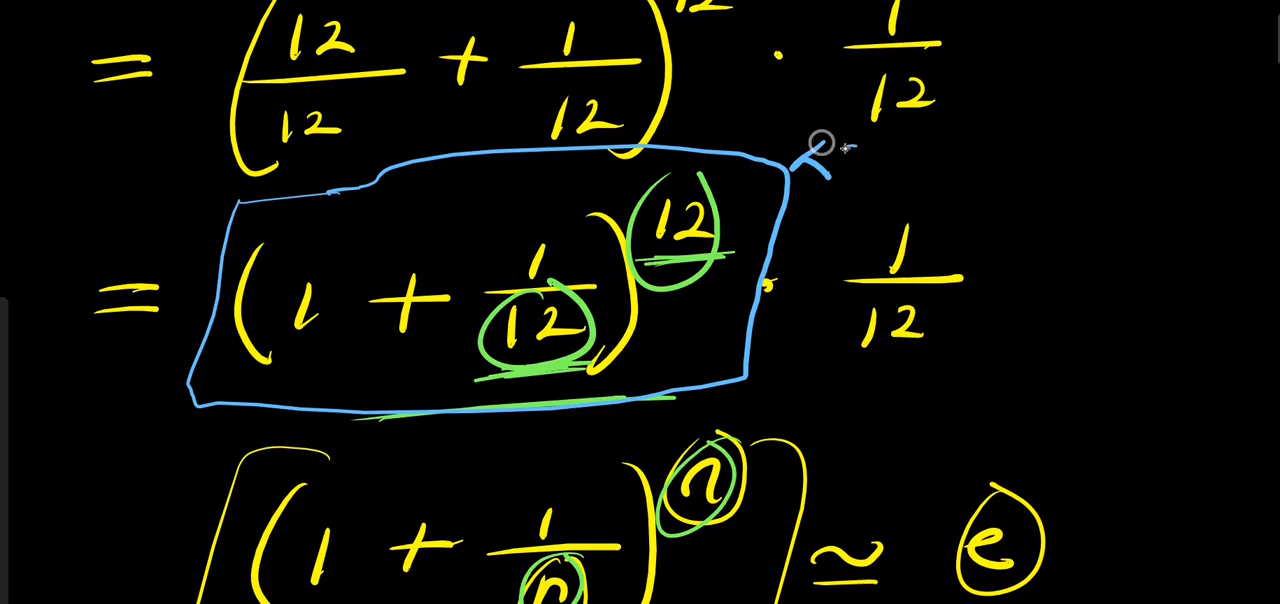 = (12/12 + 1/12)^12 · 1/12
= (1 + 1/12)^12 · 1/12
[(1 + 1/n)^n] ≃ e